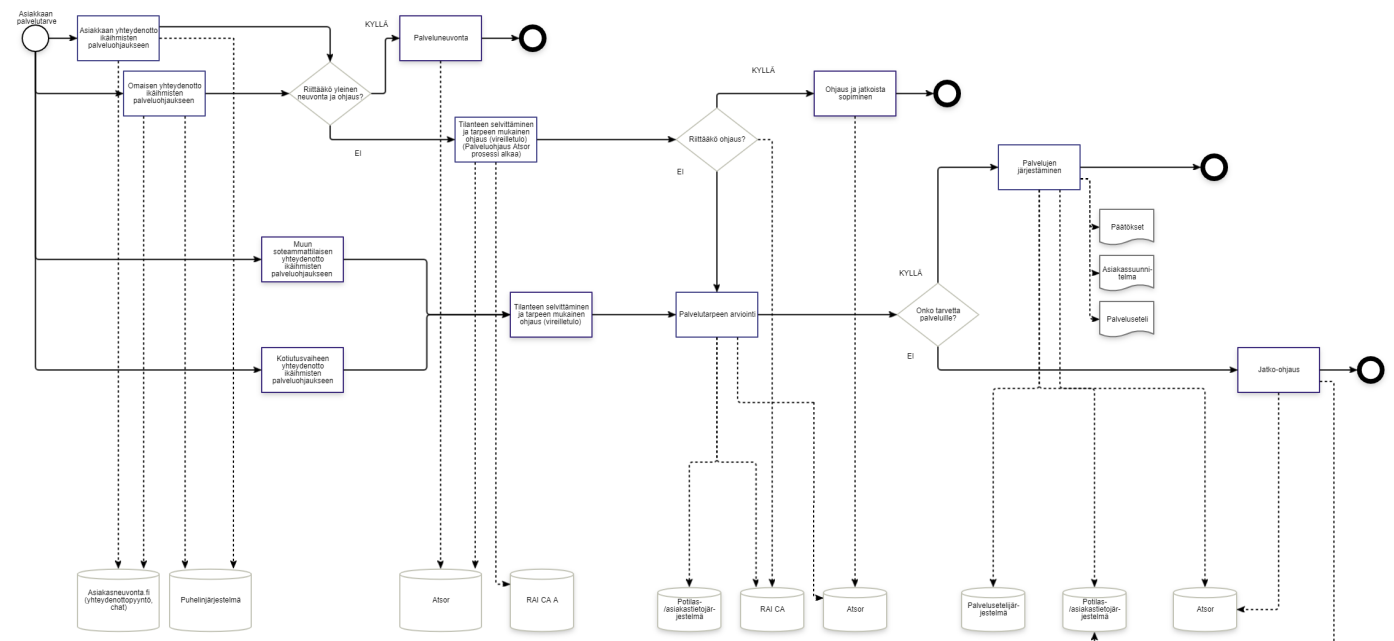 Asiakkaan
palvelutarve
Asiakkaan yhteydenotto
ikäihmisten
palveluohjaukseen
KYLLÄ
Palveluneuvonta
Omaisen yhteydenotto
ikäihmisten
palveluohjaukseen
Riittääkö yleinen
neuvonta ja ohjaus?
EI
Tilanteen selvittäminen
ja tarpeen mukainen
ohjaus (vireilletulo)
(Palveluohjaus Atsor
prosessi alkaa)
KYLLÄ
Riittääkö ohjaus?
EI
Ohjaus ja jatkoista
sopiminen
Palvelujen
järjestäminen
Päätökset
Asiakassuunni-
telma
Palveluseteli
Muun
soteammattilaisen
yhteydenotto
ikäihmisten
palveluohjaukseen
Tilanteen selvittäminen
ja tarpeen mukainen
ohjaus (vireilletulo)
Palvelutarpeen arviointi
KYLLÄ
Onko tarvetta
palveluille?
EI
Kotiutusvaiheen
yhteydenotto
ikäihmisten
palveluohjaukseen
Jatko-ohjaus
Asiakasneuvonta.fi
(yhteydenottopyyntö,
chat)
Puhelinjärjestelmä
Atsor
RAI CA A
Potilas-
/asiakastietojär-
jestelmä
RAI CA
Atsor
Palvelusetelijär-
jestelmä
Potilas-
/asiakastietojär-
jestelmä
Atsor